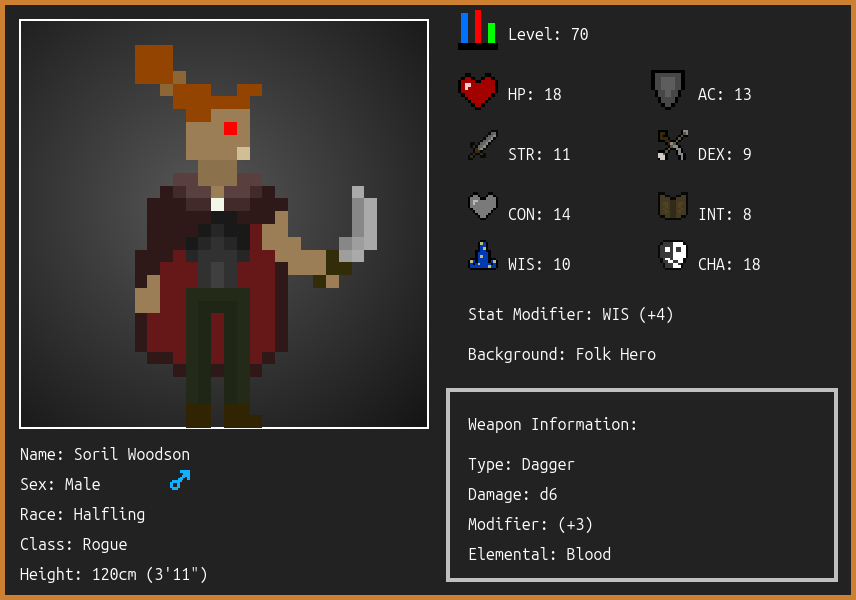 Level: 70
HP: 18
AC: 13
STR: 11
DEX: 9
CON: 14
INT: 8
WIS: 10
CHA: 18
Stat Modifier: WIS (+4)
Background: Folk Hero
Weapon Information:
Type: Dagger
Damage: d6
Modifier: (+3)
Elemental: Blood
Name: Soril Woodson
Sex: Male
Race: Halfling
Class: Rogue
Height: 120cm (3'11")